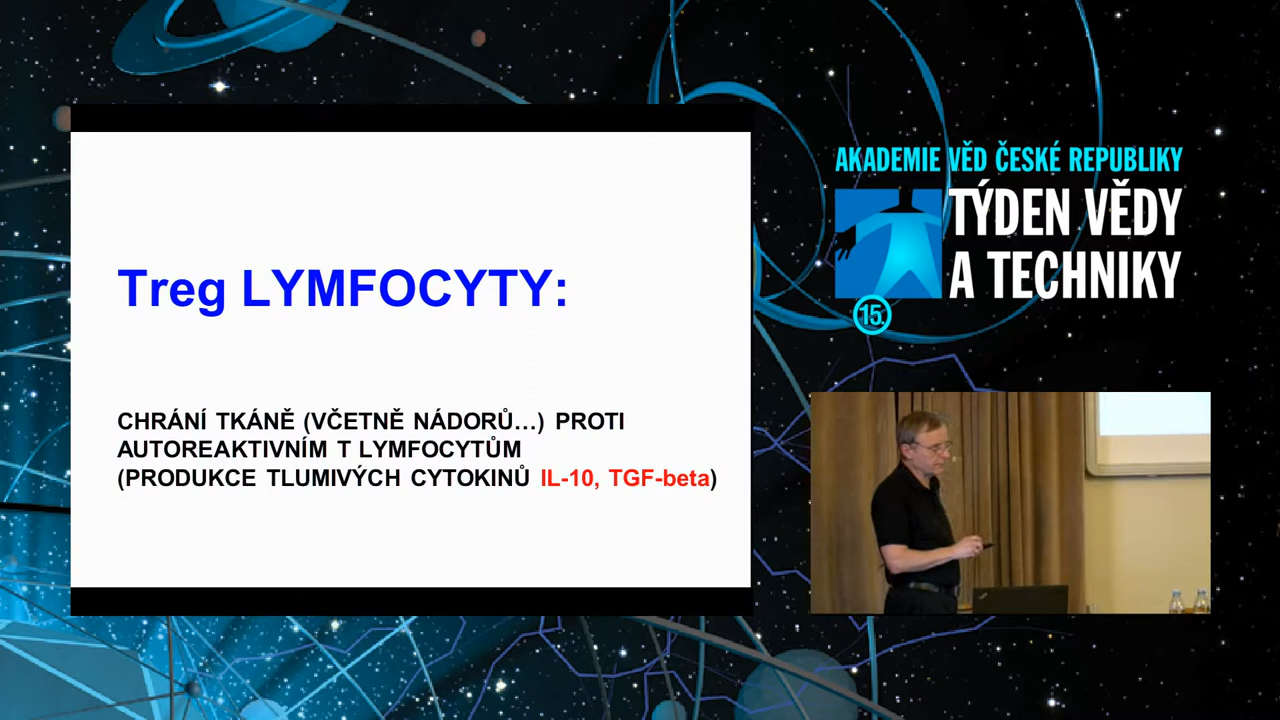 Treg LYMFOCYTY:
CHRÁNÍ TKÁNĚ (VČETNĚ NÁDORŮ...) PROTI
AUTOREAKTIVNÍM T LYMFOCYTŮM
(PRODUKCE TLUMIVÝCH CYTOKINŮ IL-10, TGF-beta)
AKADEMIE VĚD ČESKÉ REPUBLIKY
TÝDEN VĚDY
A TECHNIKY
15.